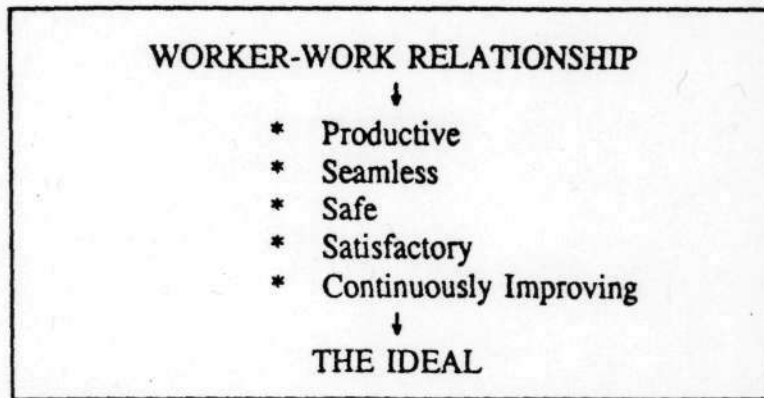 WORKER-WORK RELATIONSHIP
↓
* Productive
* Seamless
* Safe
* Satisfactory
* Continuously Improving
↓
THE IDEAL